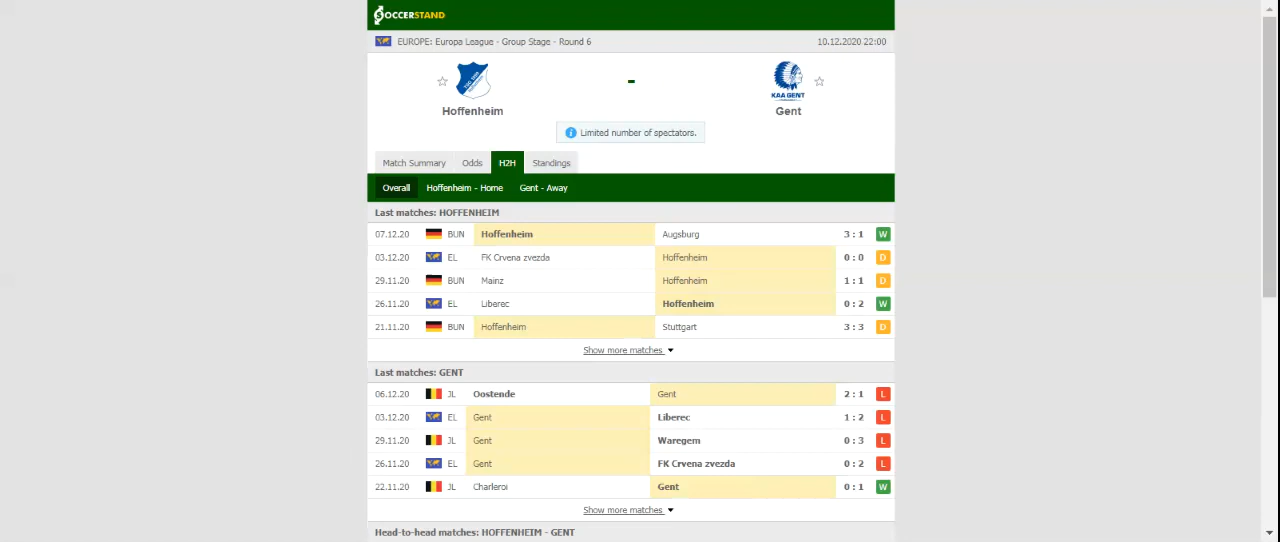 SOCCERSTAND
EUROPE: Europa League - Group Stage - Round 6 10.12.2020 22:00
-
KAA GENT
Hoffenheim Gent
Limited number of spectators.
Match Summary Odds H2H Standings
Overall Hoffenheim - Home Gent - Away
Last matches: HOFFENHEIM
07.12.20 BUN Hoffenheim Augsburg 3 : 1 W
03.12.20 EL FK Crvena zvezda Hoffenheim 0 : 0 D
29.11.20 BUN Mainz Hoffenheim 1 : 1 D
26.11.20 EL Liberec Hoffenheim 0 : 2 W
21.11.20 BUN Hoffenheim Stuttgart 3 : 3 D
Show more matches
Last matches: GENT
06.12.20 JL Oostende Gent 2 : 1 L
03.12.20 EL Gent Liberec 1 : 2 L
29.11.20 JL Gent Waregem 0 : 3 L
26.11.20 EL Gent FK Crvena zvezda 0 : 2 L
22.11.20 JL Charleroi Gent 0 : 1 W
Show more matches
Head-to-head matches: HOFFENHEIM - GENT